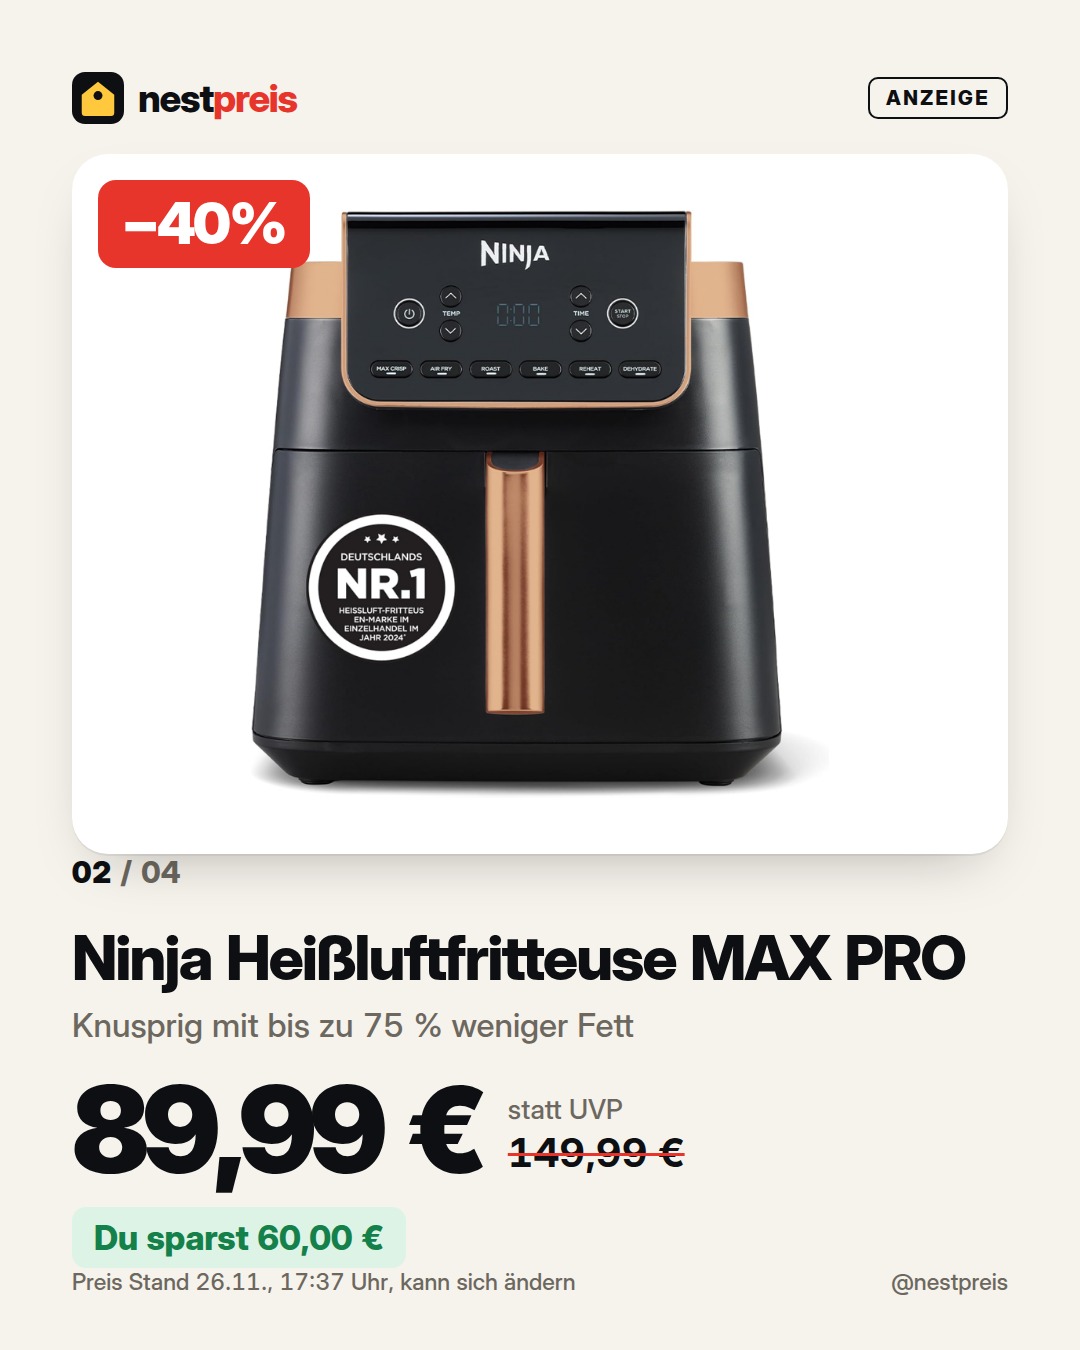 nestpreis
ANZEIGE
–40%
NINJA
TEMP
0:00
TIME
START
STOP
MAX CRISP
AIR FRY
ROAST
BAKE
REHEAT
DEHYDRATE
DEUTSCHLANDS
NR.1
HEISSLUFT-FRITTEUS
EN-MARKE IM
EINZELHANDEL IM
JAHR 2024*
02 / 04
Ninja Heißluftfritteuse MAX PRO
Knusprig mit bis zu 75 % weniger Fett
89,99 €
statt UVP
149,99 €
Du sparst 60,00 €
Preis Stand 26.11., 17:37 Uhr, kann sich ändern
@nestpreis